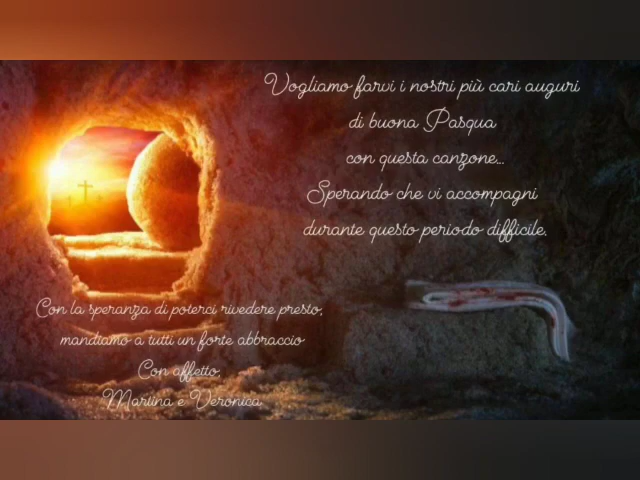 Vogliamo farvi i nostri più cari auguri
di buona Pasqua
con questa canzone...
Sperando che vi accompagni
durante questo periodo difficile.
Con la speranza di poterci rivedere presto,
mandiamo a tutti un forte abbraccio
Con affetto,
Martina e Veronica